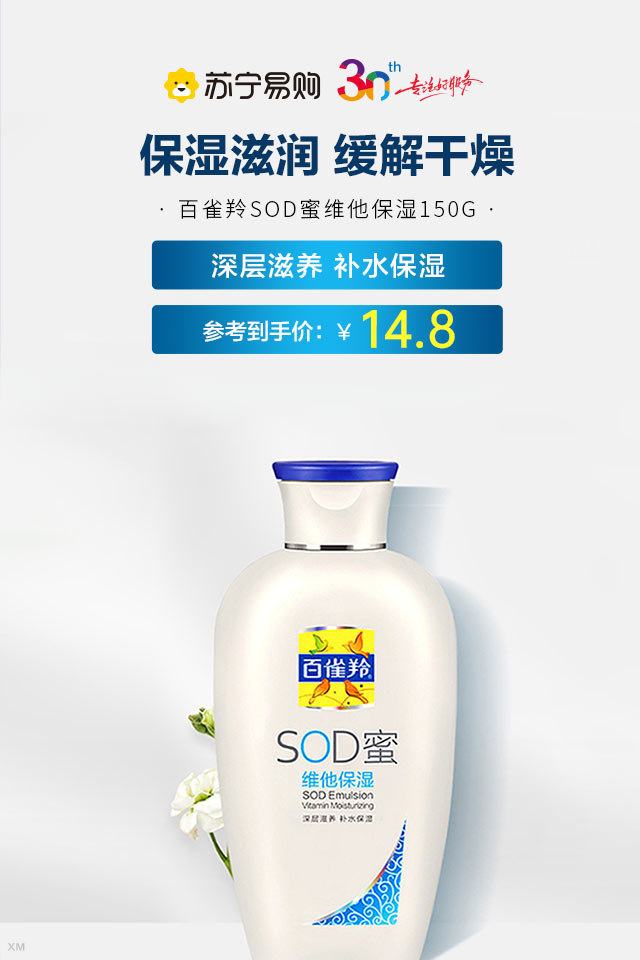 苏宁易购 30th 专注好服务
保湿滋润 缓解干燥
· 百雀羚SOD蜜维他保湿150G ·
深层滋养 补水保湿
参考到手价：￥ 14.8
百雀羚
SOD蜜
维他保湿
SOD Emulsion
Vitamin Moisturizing
深层滋养 补水保湿
XM